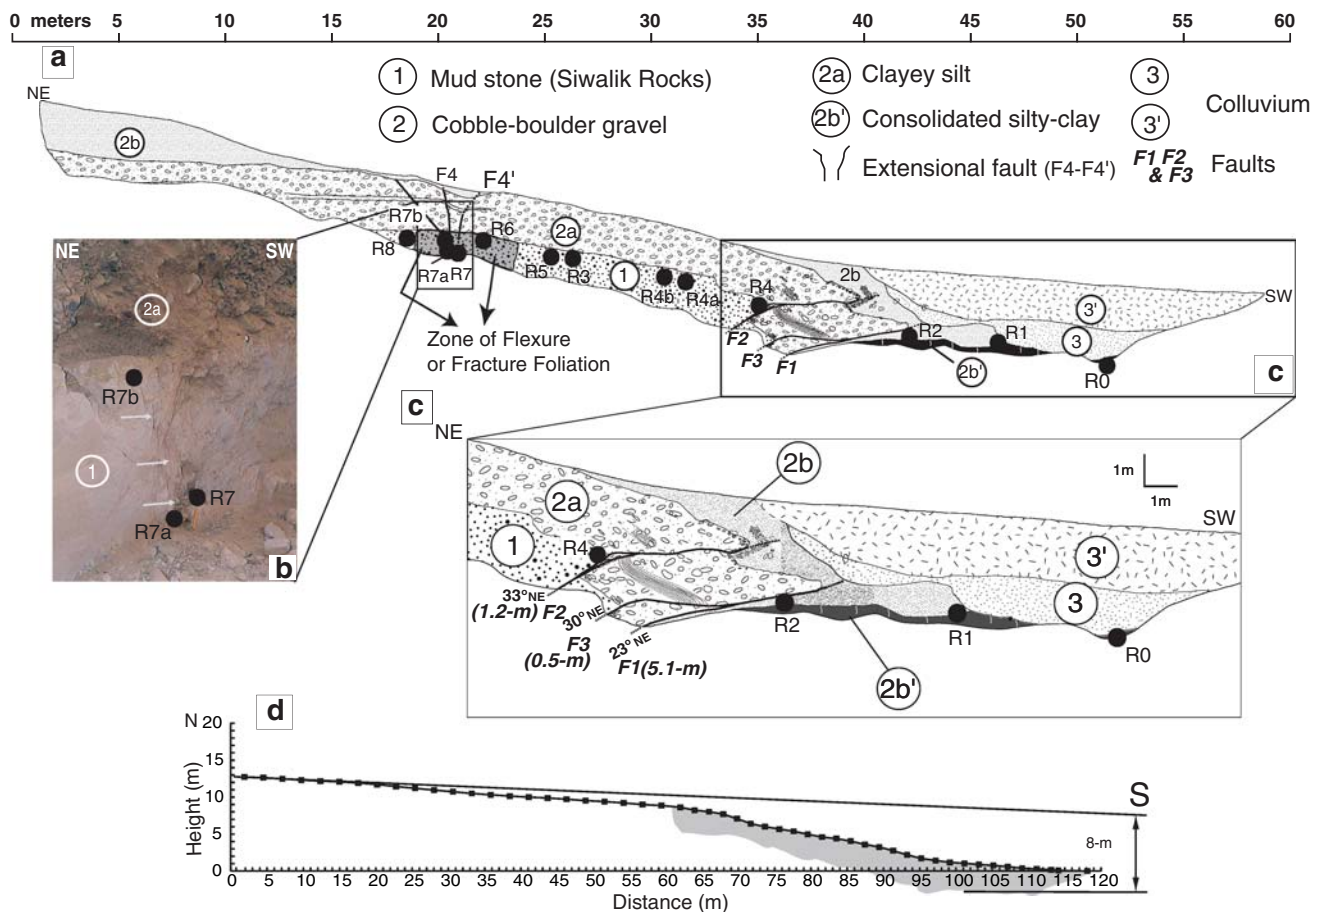 0 meters 5 10 15 20 25 30 35 40 45 50 55 60
a
NE
1 Mud stone (Siwalik Rocks)
2 Cobble-boulder gravel
2a Clayey silt
2b' Consolidated silty-clay
Extensional fault (F4-F4')
3
3'
Colluvium
F1 F2
& F3
Faults
2b
F4
F4'
R7b
R6
R8
R7a
R7
2a
R5
R3
1
R4b
R4a
R4
2b
3'
SW
F2
F3
F1
R2
R1
3
2b'
R0
c
Zone of Flexure
or Fracture Foliation
NE
SW
2a
R7b
1
R7
R7a
b
c
NE
2b
1m
1m
2a
SW
1
R4
3'
33° NE
(1.2-m) F2
30° NE
F3
(0.5-m)
23° NE
F1(5.1-m)
3
R2
R1
R0
2b'
d
N
20
15
10
5
0
Height (m)
S
8-m
0 5 10 15 20 25 30 35 40 45 50 55 60 65 70 75 80 85 90 95 100 105 110 115 120
Distance (m)